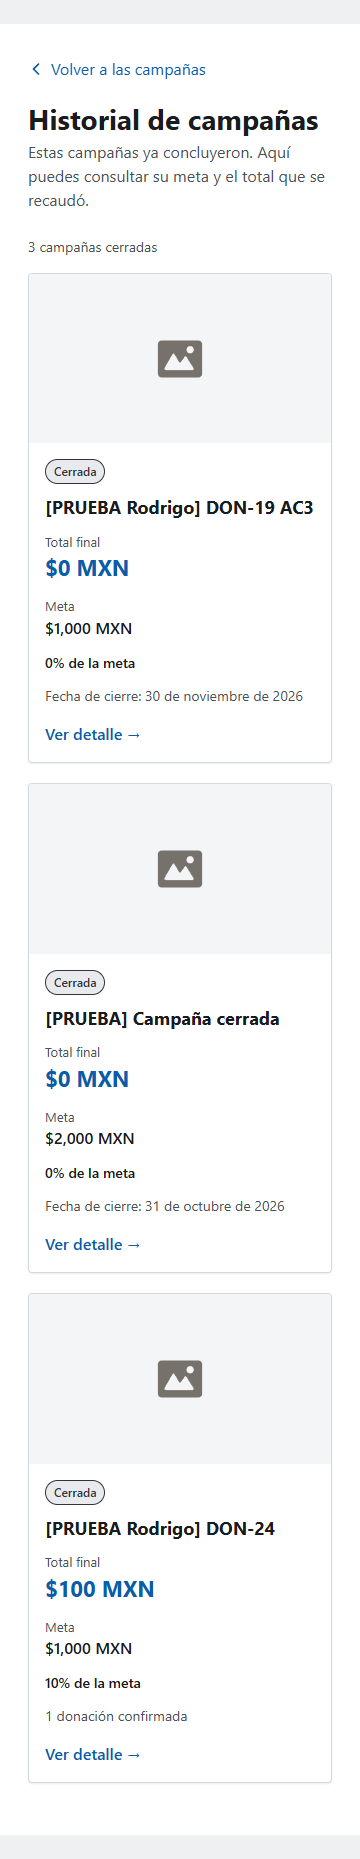 Volver a las campañas
Historial de campañas
Estas campañas ya concluyeron. Aquí
puedes consultar su meta y el total que se
recaudó.
3 campañas cerradas
Cerrada
[PRUEBA Rodrigo] DON-19 AC3
Total final
$0 MXN
Meta
$1,000 MXN
0% de la meta
Fecha de cierre: 30 de noviembre de 2026
Ver detalle →
Cerrada
[PRUEBA] Campaña cerrada
Total final
$0 MXN
Meta
$2,000 MXN
0% de la meta
Fecha de cierre: 31 de octubre de 2026
Ver detalle →
Cerrada
[PRUEBA Rodrigo] DON-24
Total final
$100 MXN
Meta
$1,000 MXN
10% de la meta
1 donación confirmada
Ver detalle →